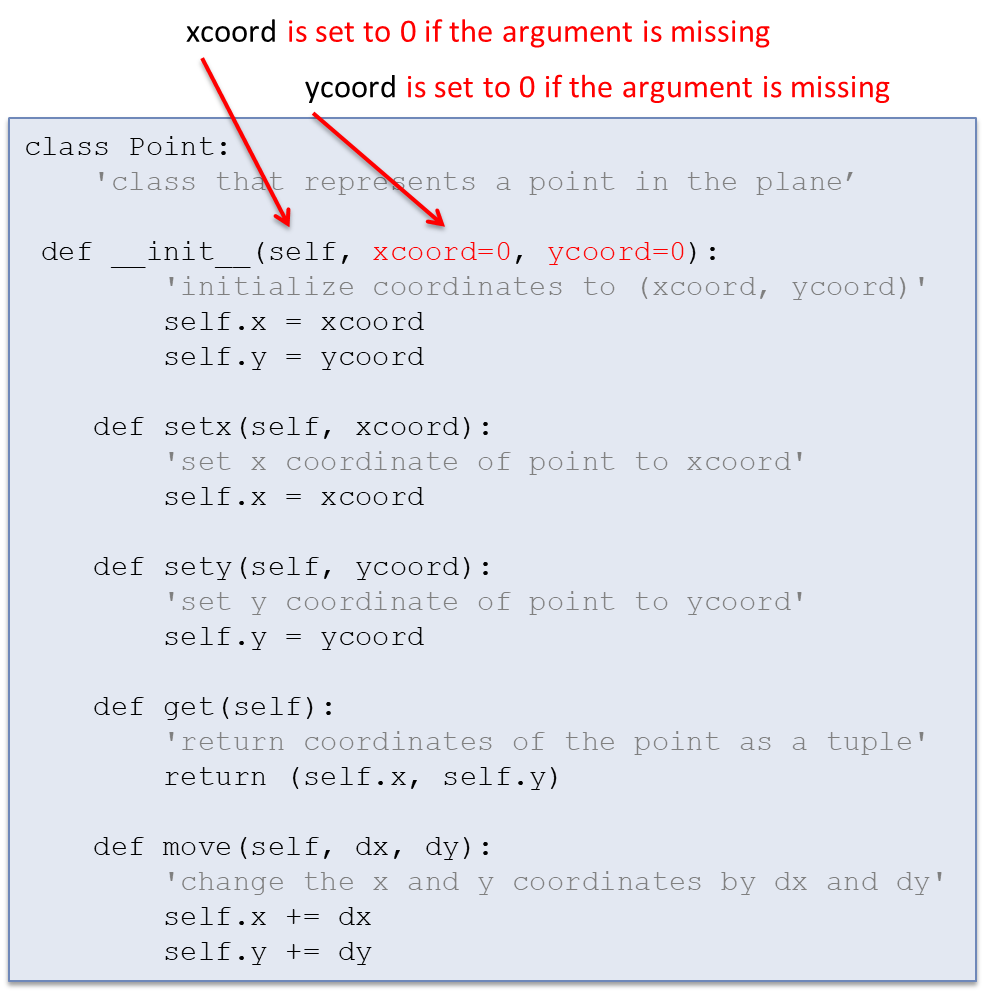 xcoord is set to 0 if the argument is missing
ycoord is set to 0 if the argument is missing
class Point:
    'class that represents a point in the plane’
 def __init__(self, xcoord=0, ycoord=0):
        'initialize coordinates to (xcoord, ycoord)'
        self.x = xcoord
        self.y = ycoord
    def setx(self, xcoord):
        'set x coordinate of point to xcoord'
        self.x = xcoord
    def sety(self, ycoord):
        'set y coordinate of point to ycoord'
        self.y = ycoord
    def get(self):
        'return coordinates of the point as a tuple'
        return (self.x, self.y)
    def move(self, dx, dy):
        'change the x and y coordinates by dx and dy'
        self.x += dx
        self.y += dy